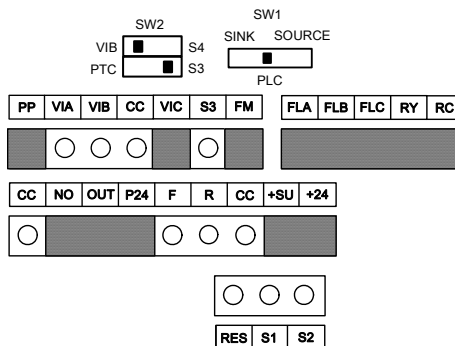 SW2
SW1
VIB S4
SINK SOURCE
PTC S3
PLC
PP VIA VIB CC VIC S3 FM FLA FLB FLC RY RC
CC NO OUT P24 F R CC +SU +24
RES S1 S2